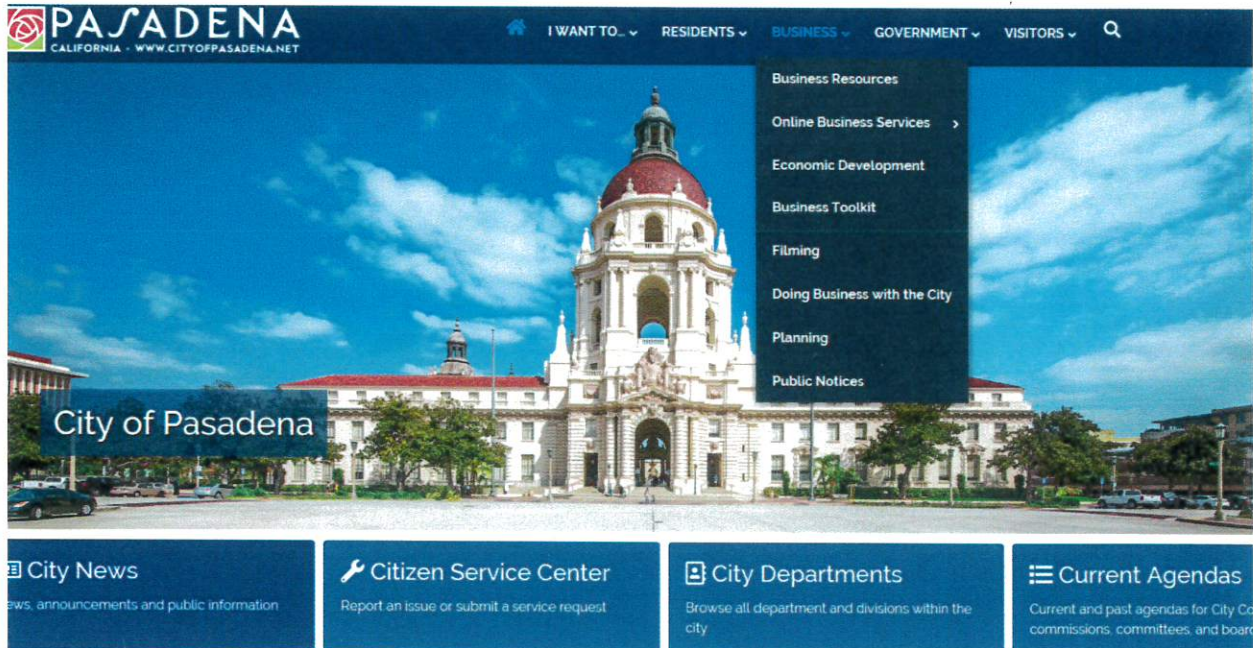 PASADENA
CALIFORNIA - WWW.CITYOFPASADENA.NET
I WANT TO...
RESIDENTS
BUSINESS
GOVERNMENT
VISITORS
Business Resources
Online Business Services
Economic Development
Business Toolkit
Filming
Doing Business with the City
Planning
Public Notices
City of Pasadena
City News
ews, announcements and public information
Citizen Service Center
Report an issue or submit a service request
City Departments
Browse all department and divisions within the
city
Current Agendas
Current and past agendas for City Co
commissions, committees, and board